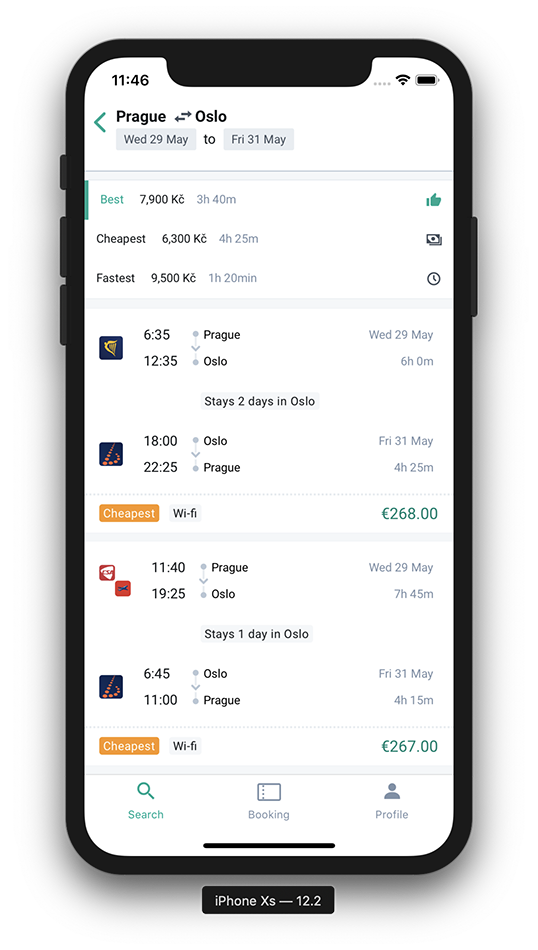 11:46
Prague Oslo
Wed 29 May to Fri 31 May
Best 7,900 Kč 3h 40m
Cheapest 6,300 Kč 4h 25m
Fastest 9,500 Kč 1h 20min
6:35 Prague Wed 29 May
12:35 Oslo 6h 0m
Stays 2 days in Oslo
18:00 Oslo Fri 31 May
22:25 Prague 4h 25m
Cheapest Wi-fi €268.00
11:40 Prague Wed 29 May
19:25 Oslo 7h 45m
Stays 1 day in Oslo
6:45 Oslo Fri 31 May
11:00 Prague 4h 15m
Cheapest Wi-fi €267.00
Search Booking Profile
iPhone Xs — 12.2